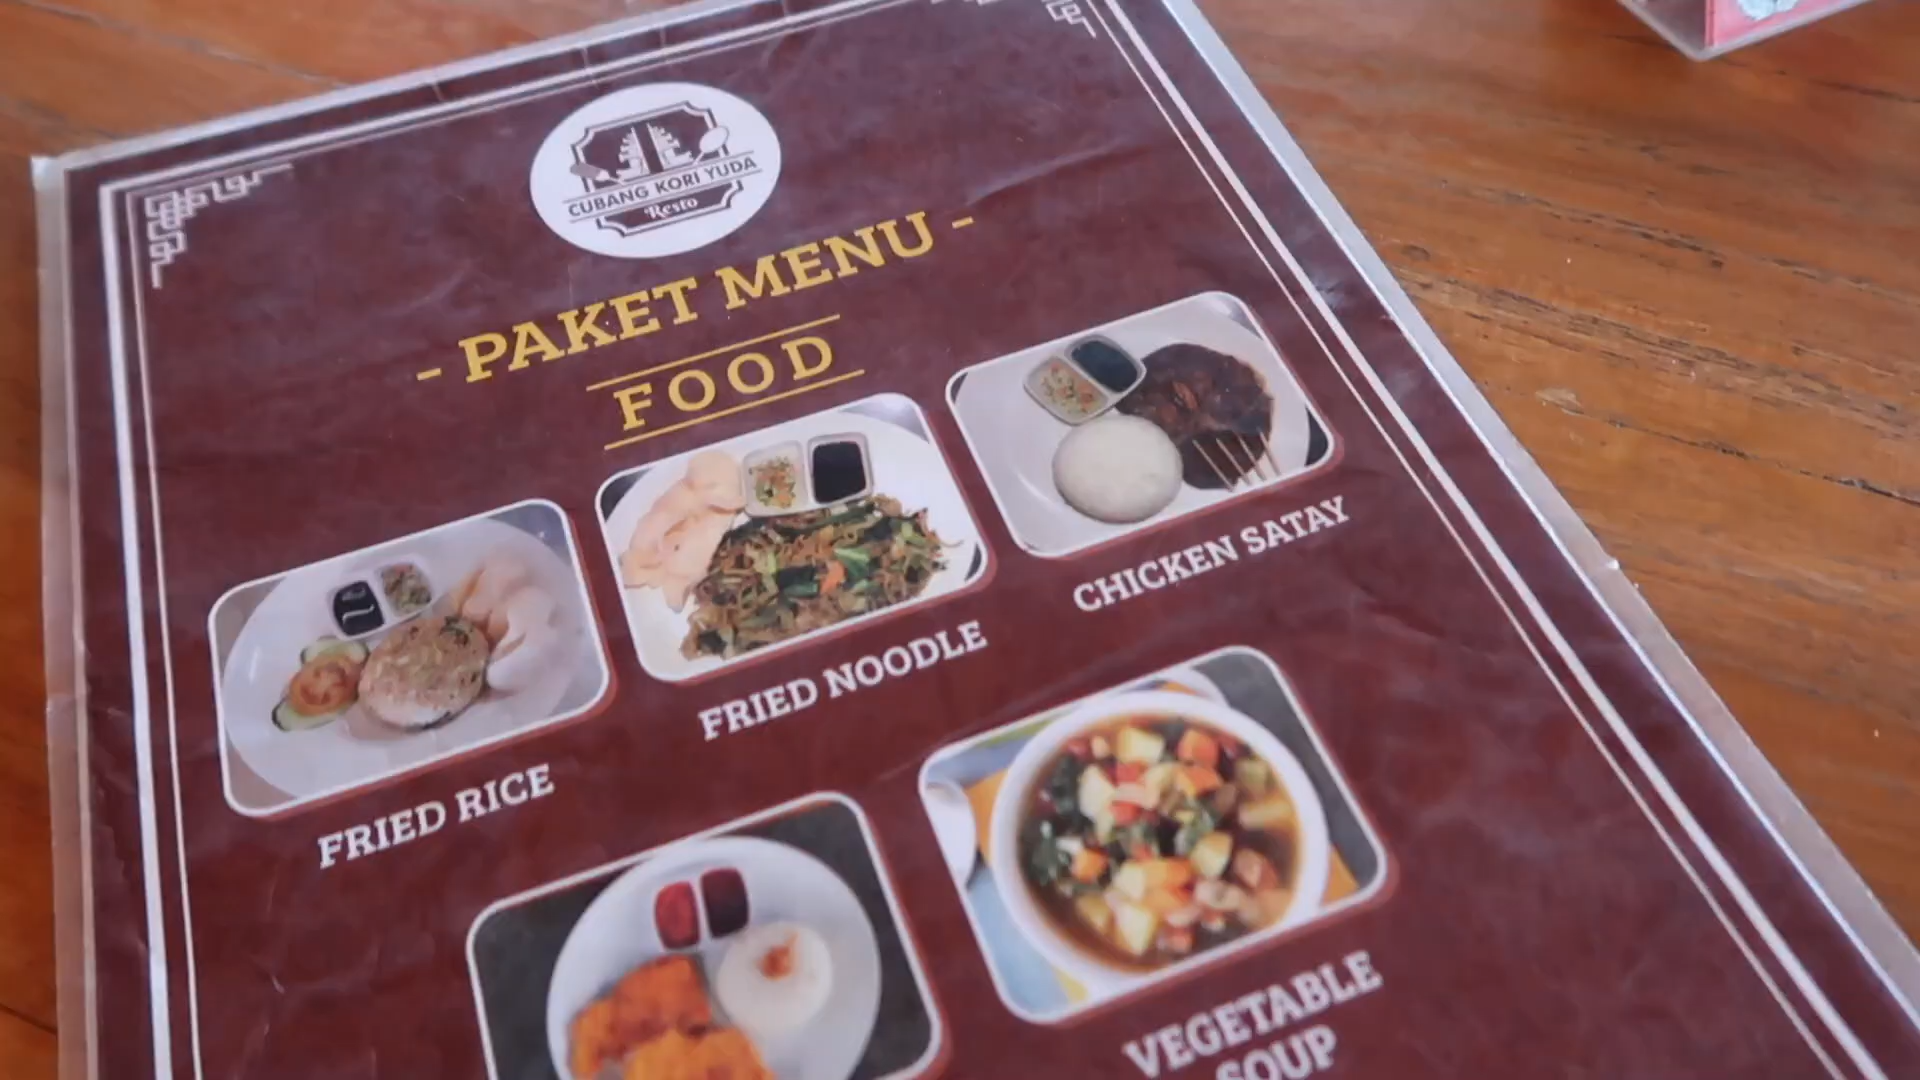 CUBANG KORI YUDA
Resto
- PAKET MENU -
FOOD
FRIED RICE
FRIED NOODLE
CHICKEN SATAY
VEGETABLE
SOUP